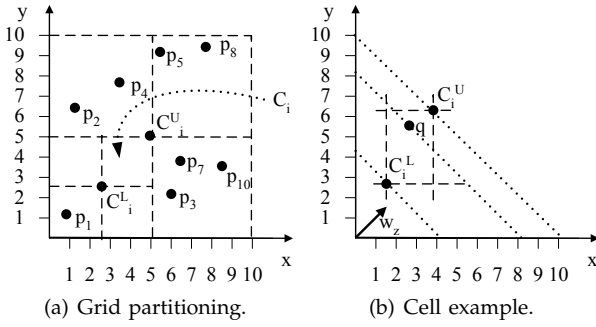 y
10
9
8
7
6
5
4
3
2
1
p5
p8
p4
p2
Ci
CUi
p7
p10
p3
CLi
p1
1 2 3 4 5 6 7 8 9 10
x
(a) Grid partitioning.
y
10
9
8
7
6
5
4
3
2
1
CiU
q
CiL
wz
1 2 3 4 5 6 7 8 9 10
x
(b) Cell example.